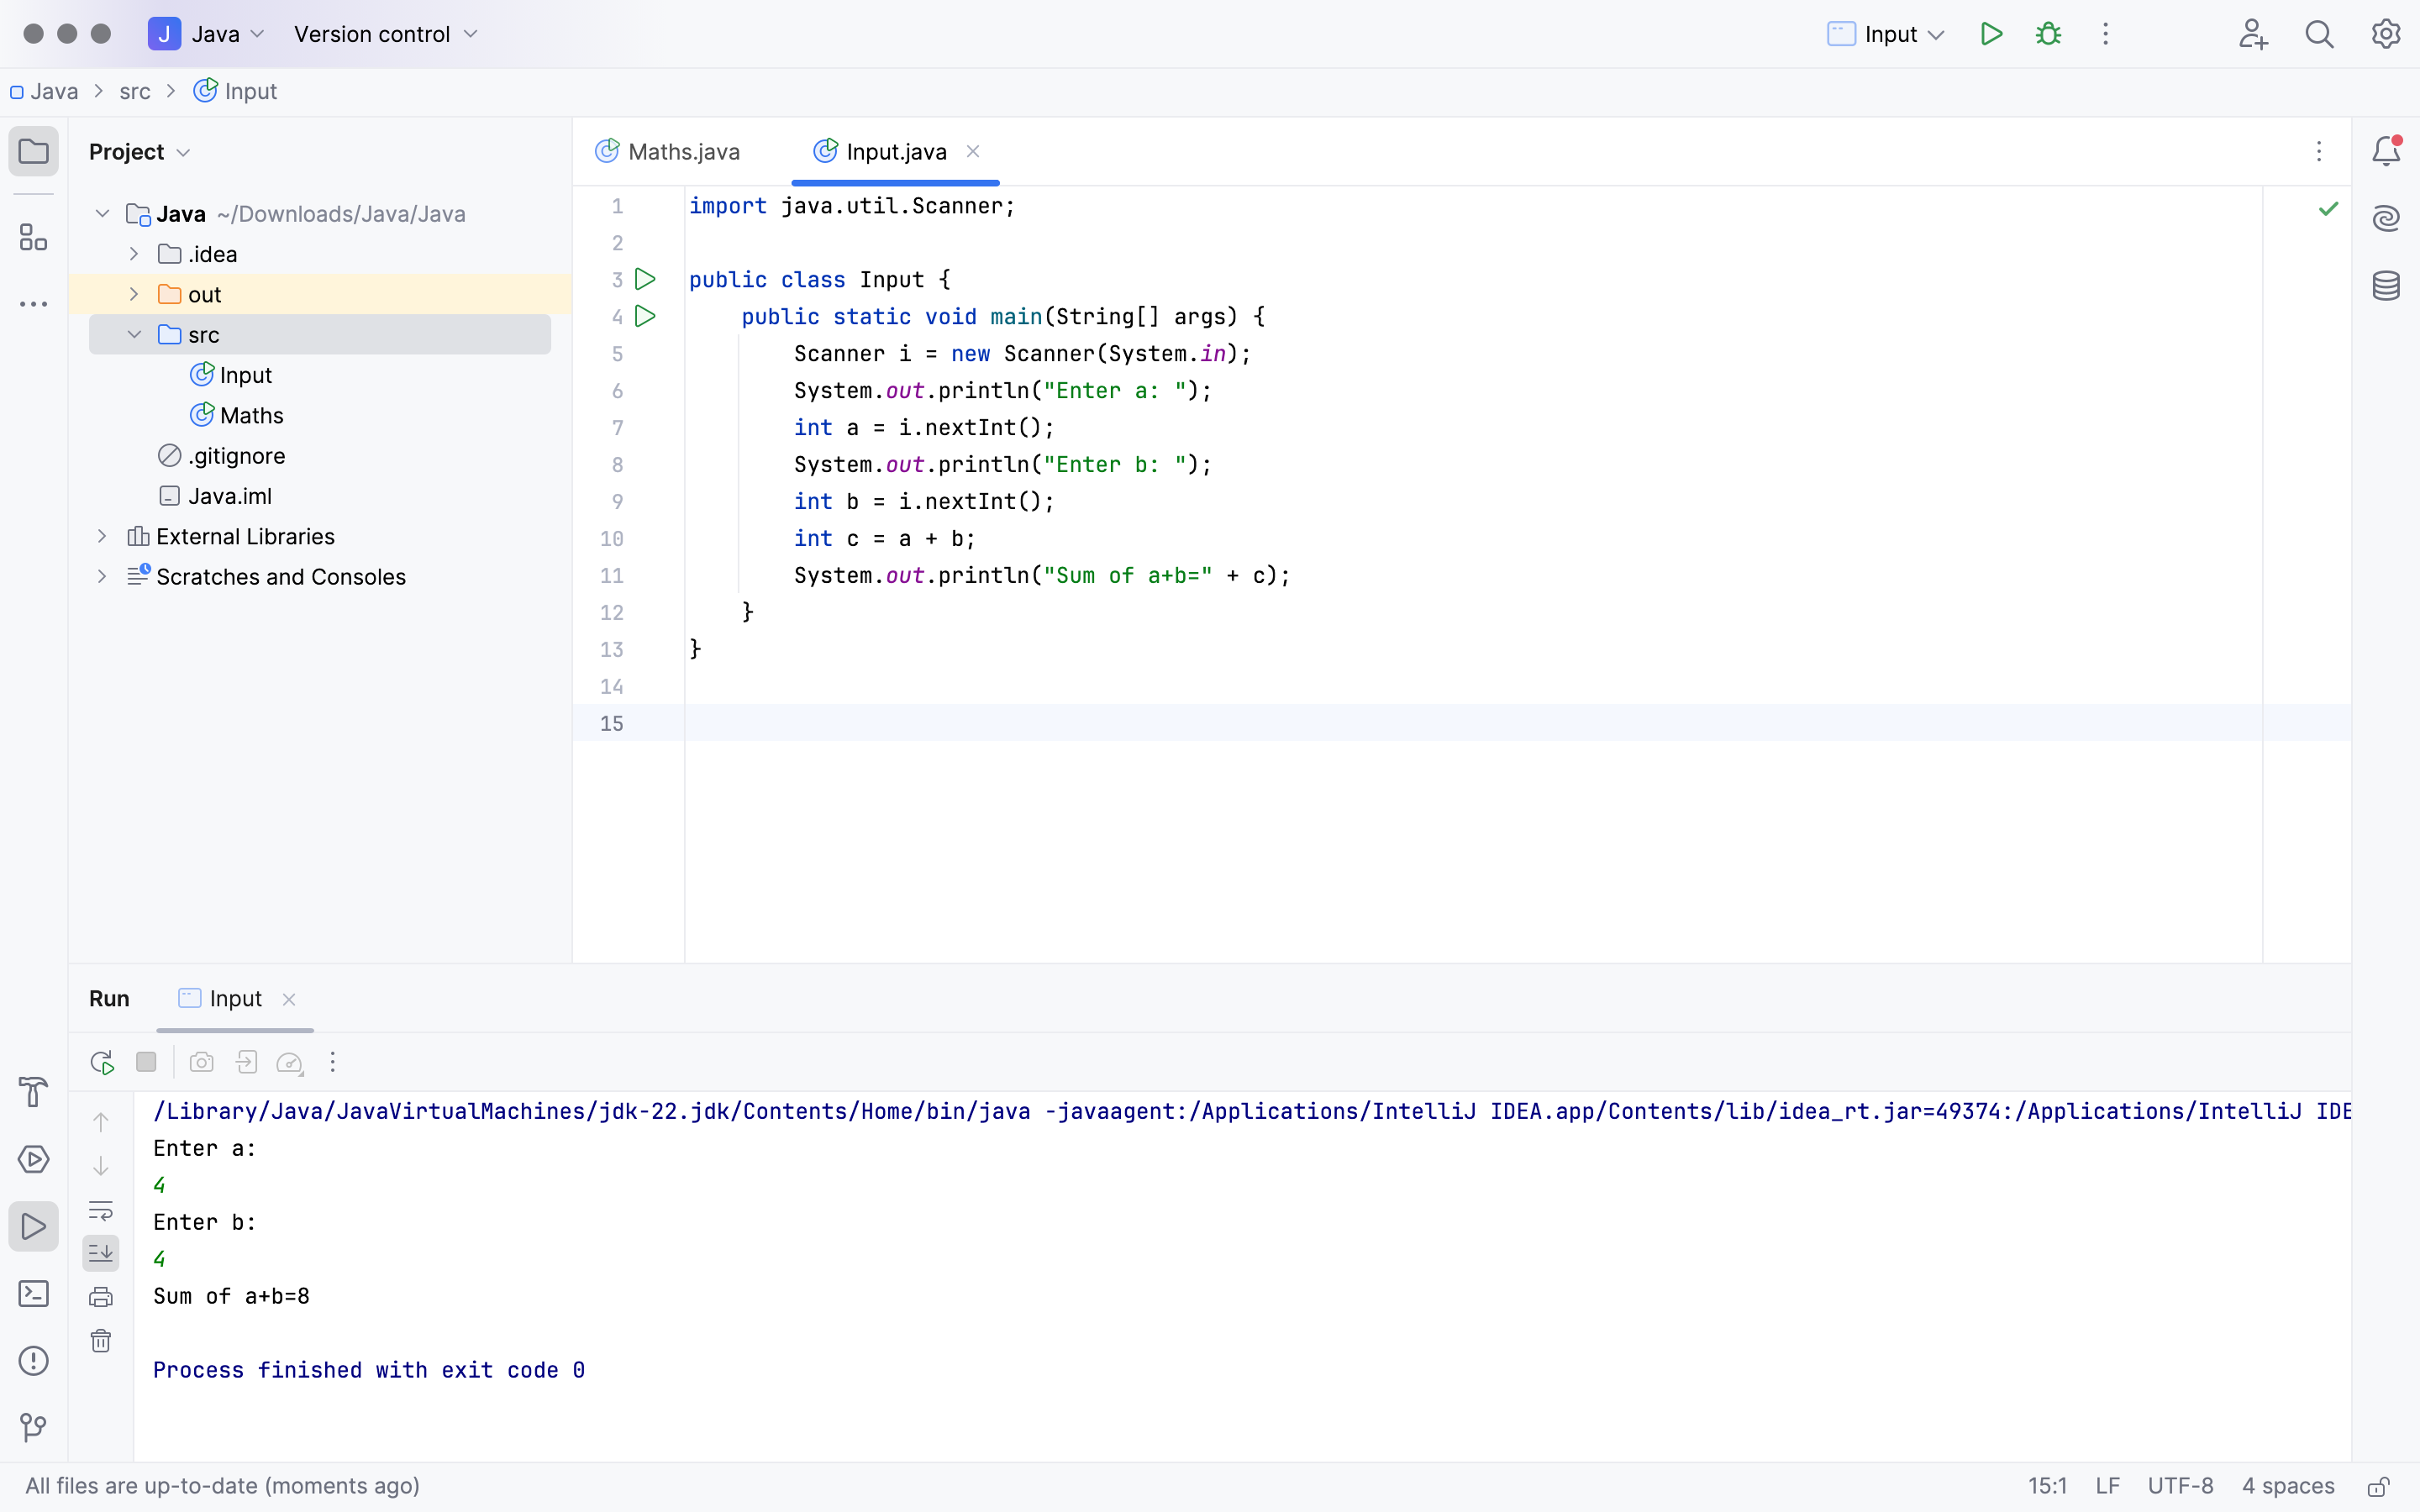 J Java Version control Input
Java src Input
Project
Java ~/Downloads/Java/Java
.idea
out
src
Input
Maths
.gitignore
Java.iml
External Libraries
Scratches and Consoles
Maths.java Input.java
1 import java.util.Scanner;
2
3 public class Input {
4 public static void main(String[] args) {
5 Scanner i = new Scanner(System.in);
6 System.out.println("Enter a: ");
7 int a = i.nextInt();
8 System.out.println("Enter b: ");
9 int b = i.nextInt();
10 int c = a + b;
11 System.out.println("Sum of a+b=" + c);
12 }
13 }
14
15
Run Input
/Library/Java/JavaVirtualMachines/jdk-22.jdk/Contents/Home/bin/java -javaagent:/Applications/IntelliJ IDEA.app/Contents/lib/idea_rt.jar=49374:/Applications/IntelliJ IDE
Enter a:
4
Enter b:
4
Sum of a+b=8
Process finished with exit code 0
All files are up-to-date (moments ago) 15:1 LF UTF-8 4 spaces